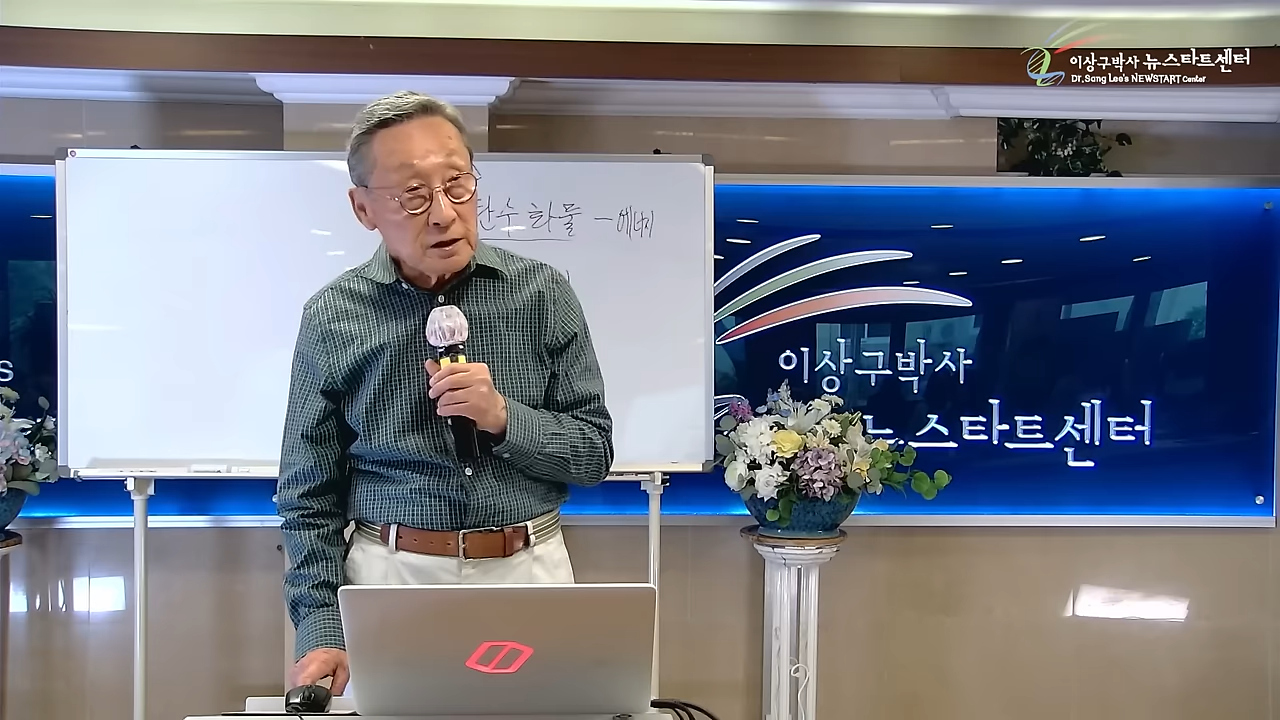 이상구박사 뉴스타트센터
Dr. Sang Lee's NEWSTART Center
탄수화물 - 에너지
이상구박사
뉴스타트센터
S